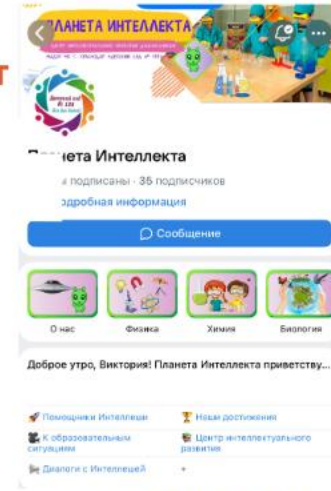 ПЛАНЕТА ИНТЕЛЛЕКТА
Т
нета Интеллекта
подписаны · 35 подписчиков
одробная информация
Сообщение
О нас
Физика
Химия
Биология
Доброе утро, Виктория! Планета Интеллекта приветству...
Помощники Интеллеши
Наши достижения
К образовательным ситуациям
Центр интеллектуального развития
Диалоги с Интеллешей